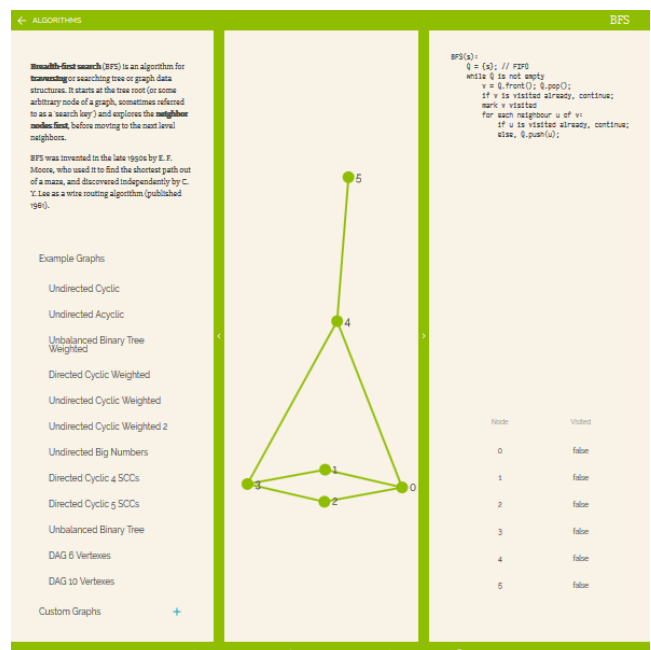 ← ALGORITHMS
BFS
Breadth-first search (BFS) is an algorithm for
traversing or searching tree or graph data
structures. It starts at the tree root (or some
arbitrary node of a graph, sometimes referred
to as a 'search key') and explores the neighbor
nodes first, before moving to the next level
neighbors.
BFS was invented in the late 1950s by E. F.
Moore, who used it to find the shortest path out
of a maze, and discovered independently by C.
Y. Lee as a wire routing algorithm (published
1961).
Example Graphs
Undirected Cyclic
Undirected Acyclic
Unbalanced Binary Tree
Weighted
Directed Cyclic Weighted
Undirected Cyclic Weighted
Undirected Cyclic Weighted 2
Undirected Big Numbers
Directed Cyclic 4 SCCs
Directed Cyclic 5 SCCs
Unbalanced Binary Tree
DAG 6 Vertexes
DAG 10 Vertexes
Custom Graphs +
5
4
1
3
0
2
BFS(s):
Q = {s}; // FIFO
while Q is not empty
v = Q.front(); Q.pop();
if v is visited already, continue;
mark v visited
for each neighbour u of v:
if u is visited already, continue;
else, Q.push(u);
Node Visited
0 false
1 false
2 false
3 false
4 false
5 false